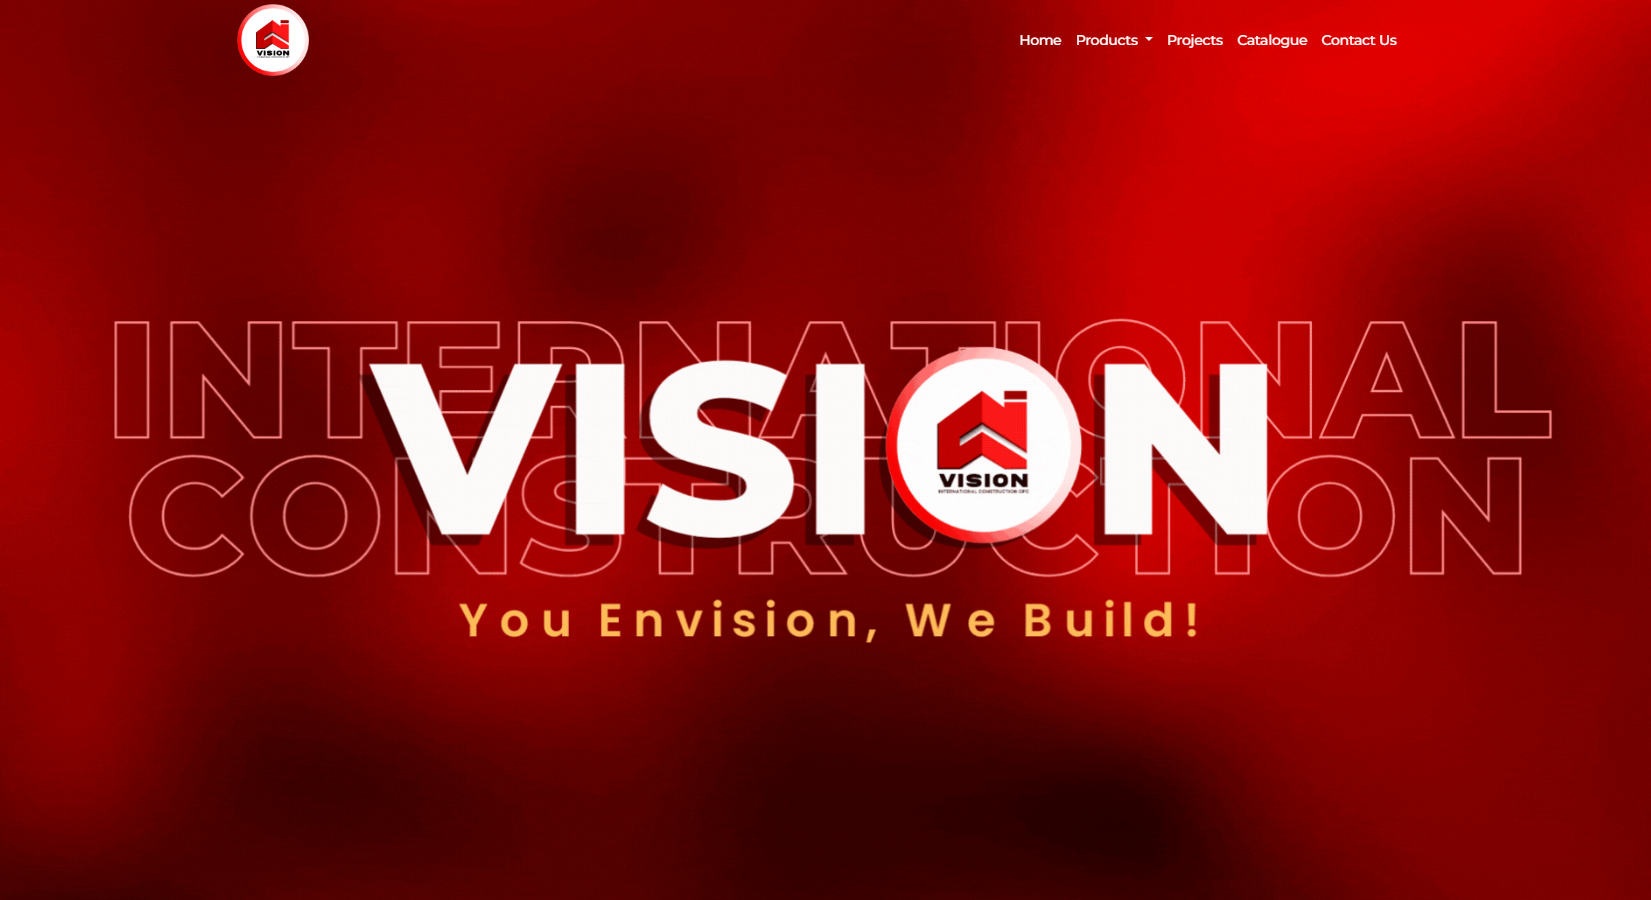 VISION
Home Products Projects Catalogue Contact Us
INTERNATIONAL
VISION
VISION
INTERNATIONAL CONSTRUCTION OPC
CONSTRUCTION
You Envision, We Build!